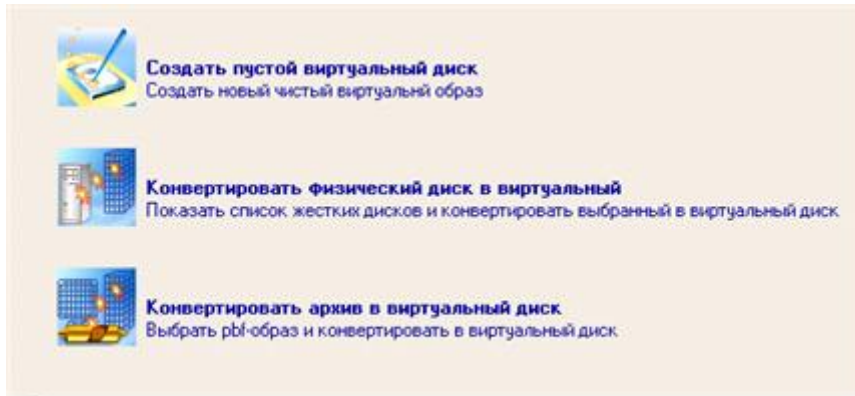 Создать пустой виртуальный диск
Создать новый чистый виртуальнй образ
Конвертировать физический диск в виртуальный
Показать список жестких дисков и конвертировать выбранный в виртуальный диск
Конвертировать архив в виртуальный диск
Выбрать pbf-образ и конвертировать в виртуальный диск